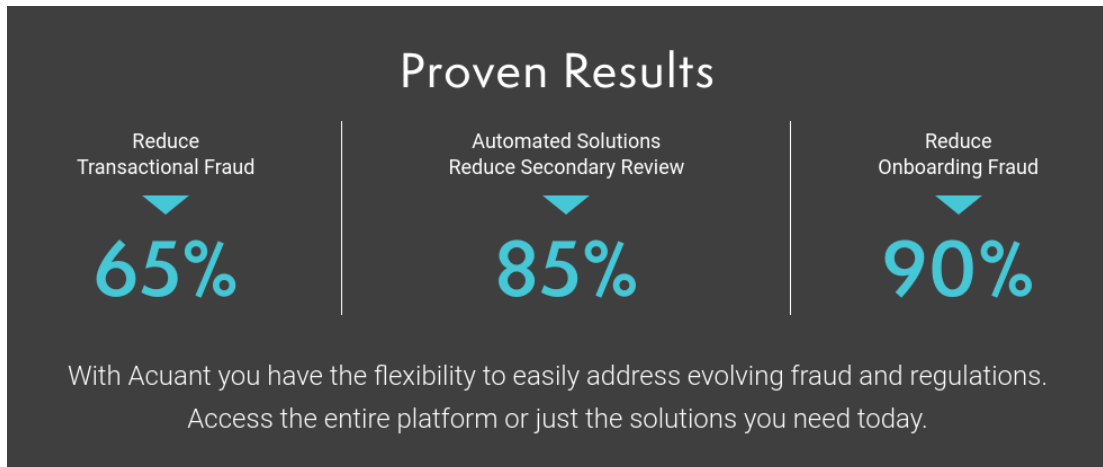 Proven Results
Reduce
Transactional Fraud
65%
Automated Solutions
Reduce Secondary Review
85%
Reduce
Onboarding Fraud
90%
With Acuant you have the flexibility to easily address evolving fraud and regulations.
Access the entire platform or just the solutions you need today.